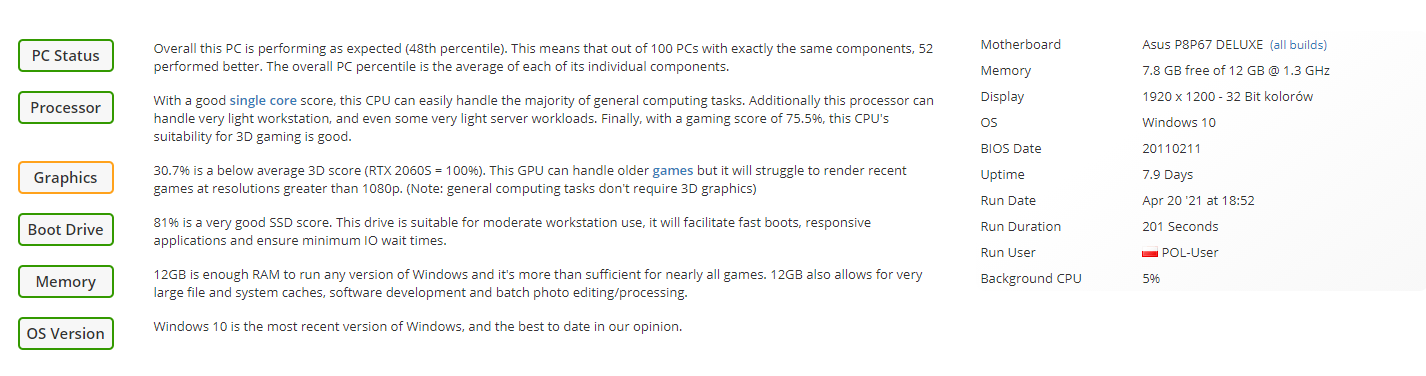 PC Status
Overall this PC is performing as expected (48th percentile). This means that out of 100 PCs with exactly the same components, 52
performed better. The overall PC percentile is the average of each of its individual components.
Processor
With a good single core score, this CPU can easily handle the majority of general computing tasks. Additionally this processor can
handle very light workstation, and even some very light server workloads. Finally, with a gaming score of 75.5%, this CPU's
suitability for 3D gaming is good.
Graphics
30.7% is a below average 3D score (RTX 2060S = 100%). This GPU can handle older games but it will struggle to render recent
games at resolutions greater than 1080p. (Note: general computing tasks don't require 3D graphics)
Boot Drive
81% is a very good SSD score. This drive is suitable for moderate workstation use, it will facilitate fast boots, responsive
applications and ensure minimum IO wait times.
Memory
12GB is enough RAM to run any version of Windows and it's more than sufficient for nearly all games. 12GB also allows for very
large file and system caches, software development and batch photo editing/processing.
OS Version
Windows 10 is the most recent version of Windows, and the best to date in our opinion.
Motherboard Asus P8P67 DELUXE (all builds)
Memory 7.8 GB free of 12 GB @ 1.3 GHz
Display 1920 x 1200 - 32 Bit kolorów
OS Windows 10
BIOS Date 20110211
Uptime 7.9 Days
Run Date Apr 20 '21 at 18:52
Run Duration 201 Seconds
Run User POL-User
Background CPU 5%